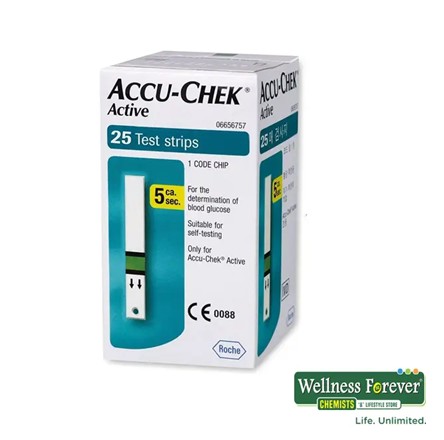 ACCU-CHEK®
Active
06656757
25 Test strips
1 CODE CHIP
5 ca. sec.
For the
determination of
blood glucose
Suitable for
self-testing
Only for
Accu-Chek® Active
CE 0088
Roche
ACCU-CHEK
Active
Wellness Forever®
CHEMISTS 'n' LIFESTYLE STORE
Life. Unlimited.